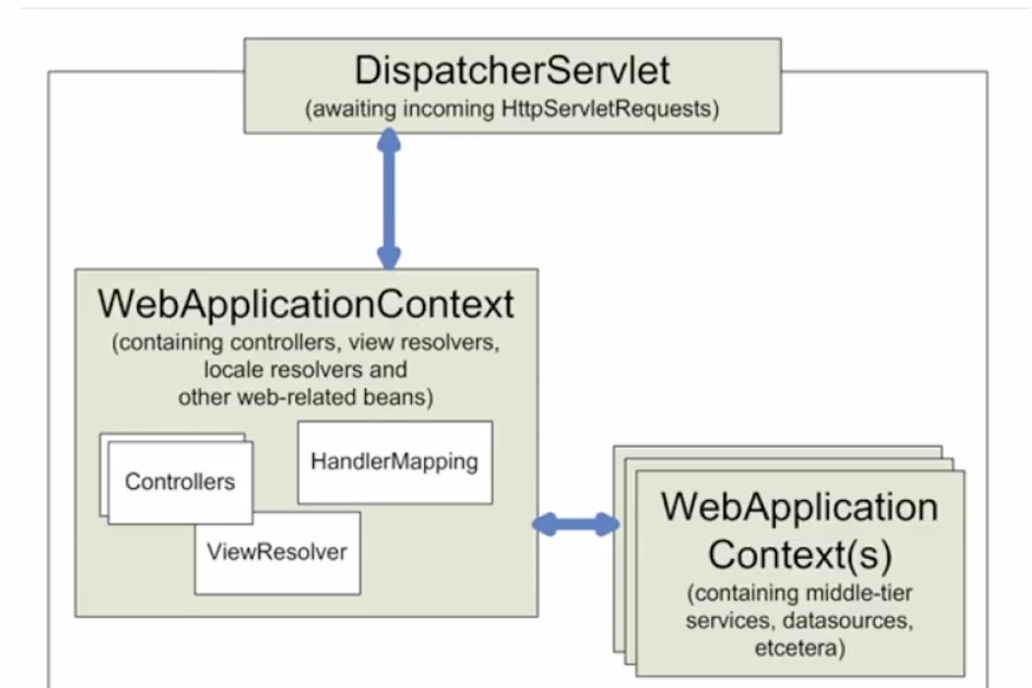 DispatcherServlet
(awaiting incoming HttpServletRequests)
WebApplicationContext
(containing controllers, view resolvers,
locale resolvers and
other web-related beans)
Controllers
HandlerMapping
ViewResolver
WebApplication
Context(s)
(containing middle-tier
services, datasources,
etcetera)